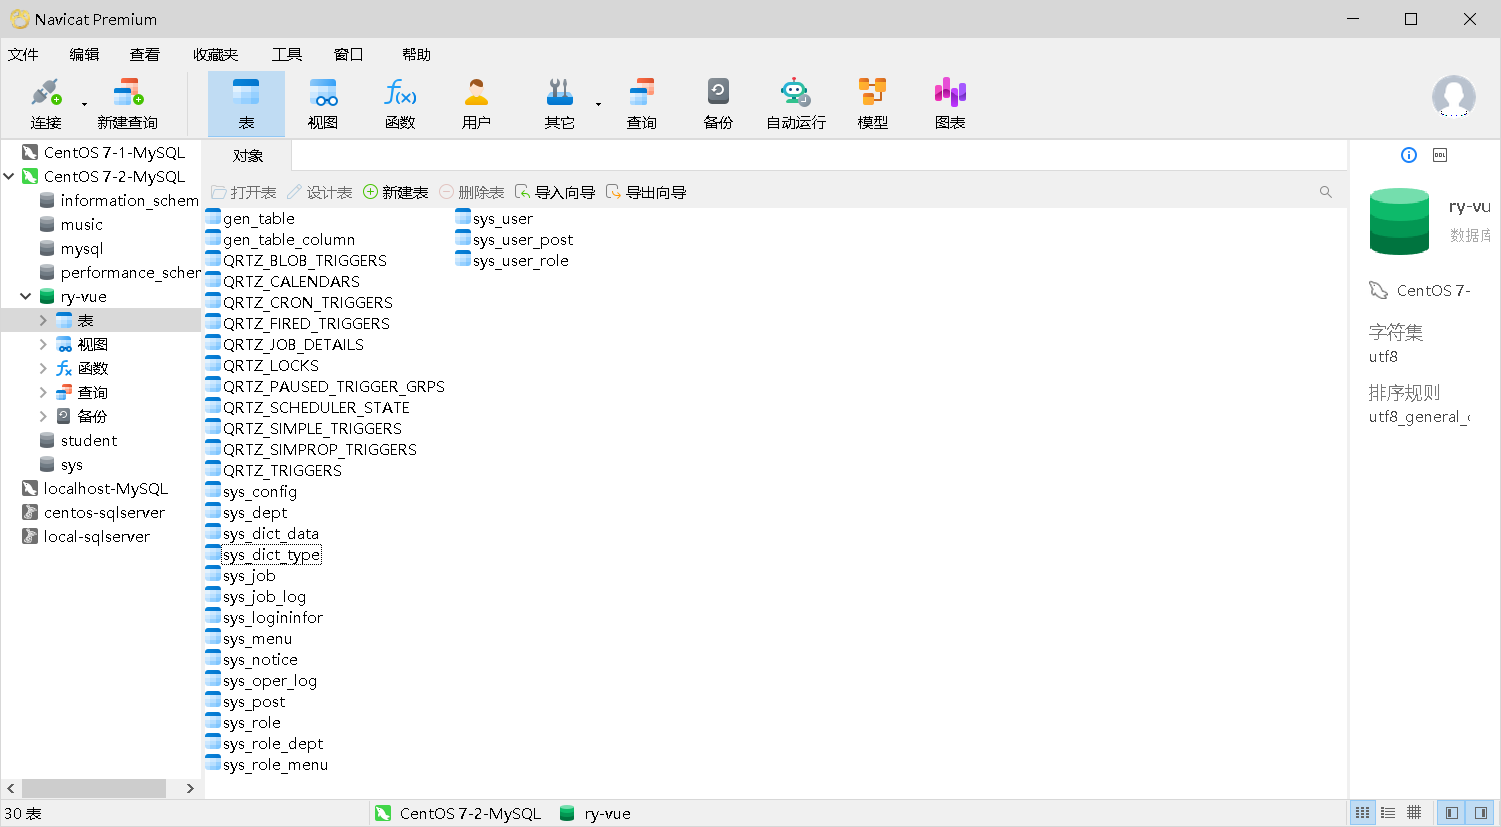 Navicat Premium
文件 编辑 查看 收藏夹 工具 窗口 帮助
连接 新建查询 表 视图 函数 用户 其它 查询 备份 自动运行 模型 图表
CentOS 7-1-MySQL
CentOS 7-2-MySQL
information_schem
music
mysql
performance_scher
ry-vue
表
视图
函数
查询
备份
student
sys
localhost-MySQL
centos-sqlserver
local-sqlserver
对象
打开表 设计表 新建表 删除表 导入向导 导出向导
gen_table
gen_table_column
QRTZ_BLOB_TRIGGERS
QRTZ_CALENDARS
QRTZ_CRON_TRIGGERS
QRTZ_FIRED_TRIGGERS
QRTZ_JOB_DETAILS
QRTZ_LOCKS
QRTZ_PAUSED_TRIGGER_GRPS
QRTZ_SCHEDULER_STATE
QRTZ_SIMPLE_TRIGGERS
QRTZ_SIMPROP_TRIGGERS
QRTZ_TRIGGERS
sys_config
sys_dept
sys_dict_data
sys_dict_type
sys_job
sys_job_log
sys_logininfor
sys_menu
sys_notice
sys_oper_log
sys_post
sys_role
sys_role_dept
sys_role_menu
sys_user
sys_user_post
sys_user_role
DDL
ry-vu
数据库
CentOS 7-
字符集
utf8
排序规则
utf8_general_c
30 表
CentOS 7-2-MySQL
ry-vue